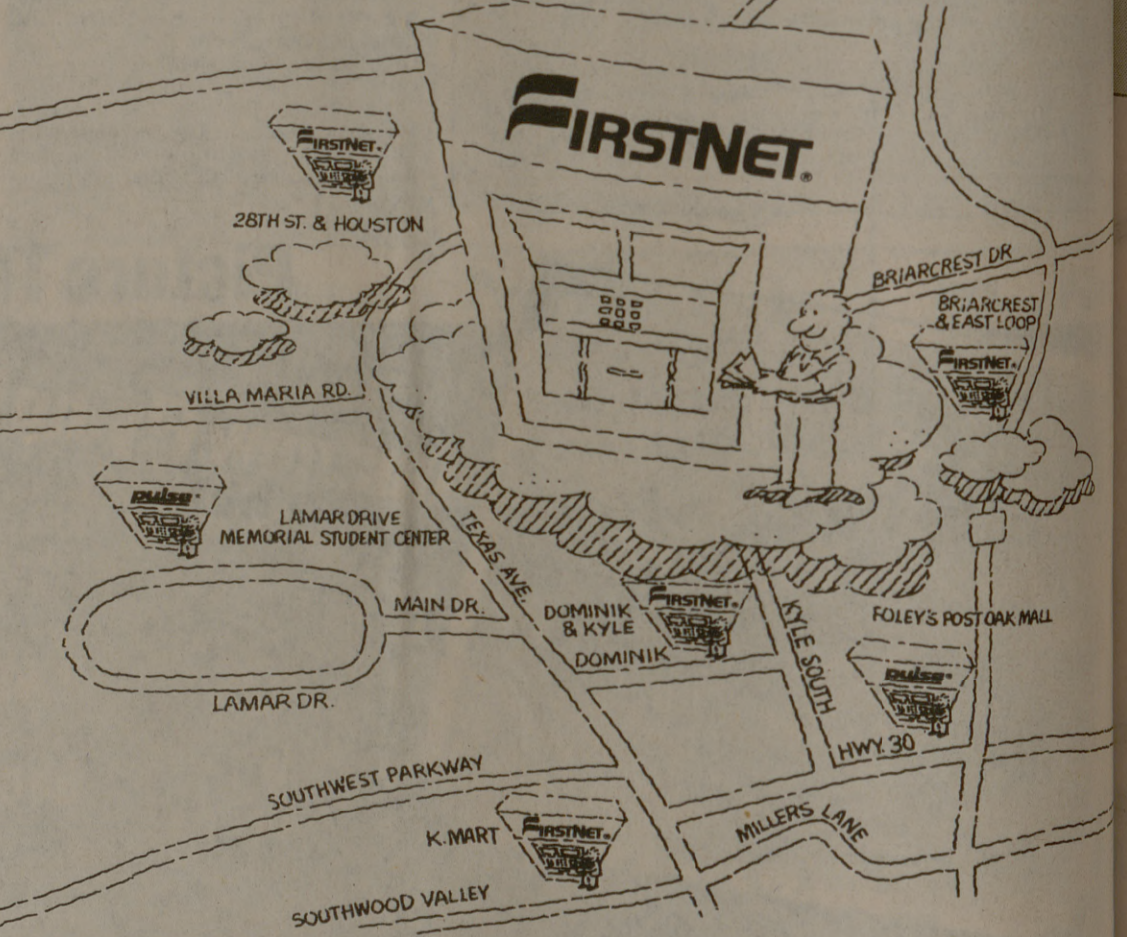 FIRSTNET®
FIRSTNET®
28TH ST. & HOUSTON
BRIARCREST DR
BRIARCREST
& EAST LOOP
FIRSTNET®
VILLA MARIA RD.
pulse®
LAMAR DRIVE
MEMORIAL STUDENT CENTER
TEXAS AVE.
MAIN DR.
DOMINIK
& KYLE
FIRSTNET®
DOMINIK
KYLE SOUTH
FOLEY'S POST OAK MALL
pulse®
LAMAR DR.
HWY. 30
SOUTHWEST PARKWAY
K.MART
FIRSTNET®
MILLERS LANE
SOUTHWOOD VALLEY